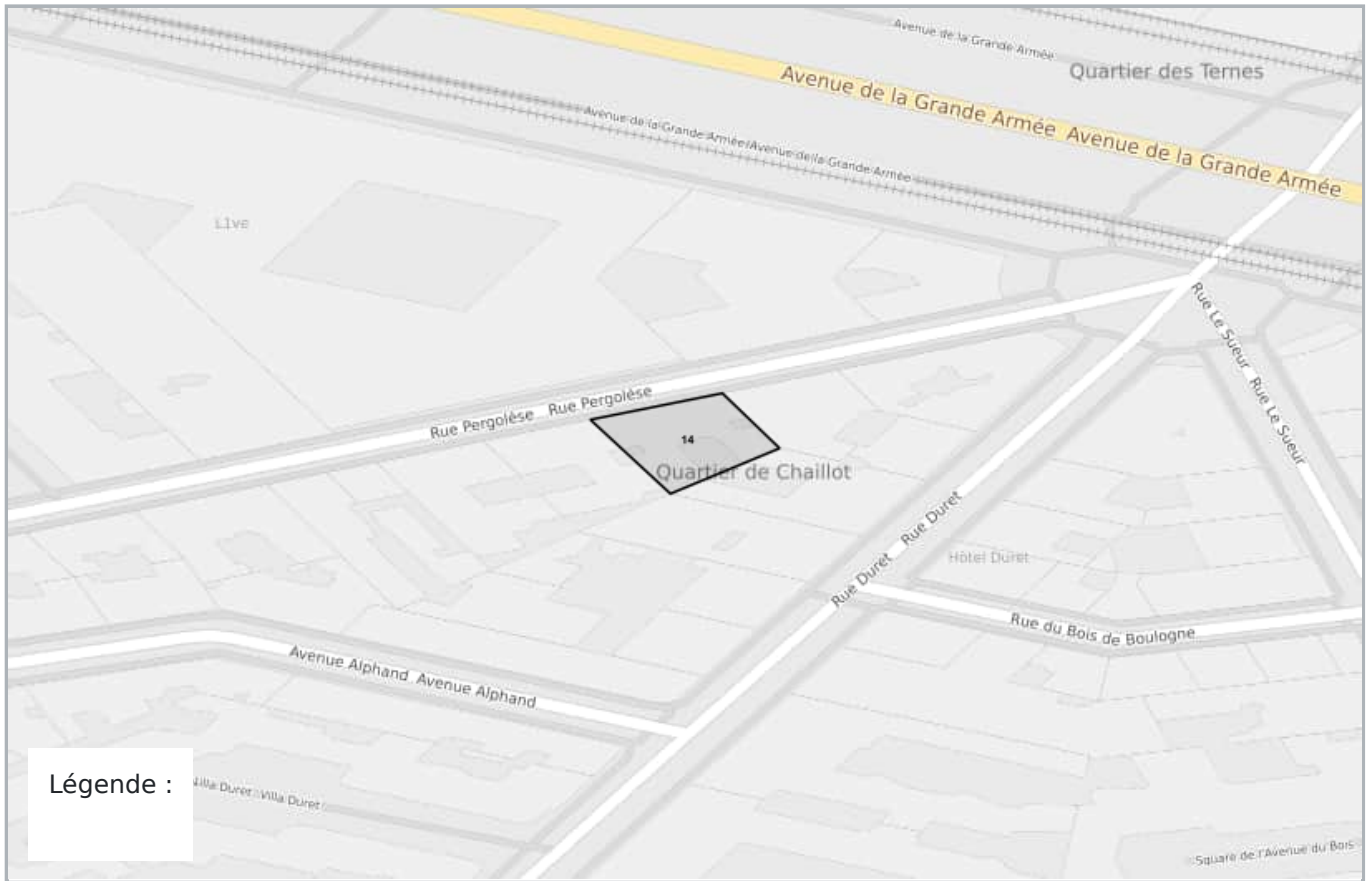 Avenue de la Grande Armée
Quartier des Ternes
Avenue de la Grande Armée Avenue de la Grande Armée
Avenue de la Grande Armée Avenue de la Grande Armée
L1ve
Rue Pergolèse Rue Pergolèse
14
Quartier de Chaillot
Rue Le Sueur Rue Le Sueur
Rue Duret Rue Duret
Hôtel Duret
Rue du Bois de Boulogne
Avenue Alphand Avenue Alphand
Légende :
Villa Duret Villa Duret
Square de l'Avenue du Bois